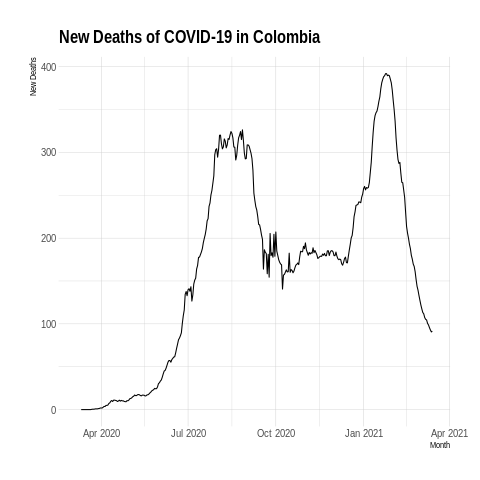 New Deaths of COVID-19 in Colombia
New Deaths
400
300
200
100
0
Apr 2020 Jul 2020 Oct 2020 Jan 2021 Apr 2021
Month